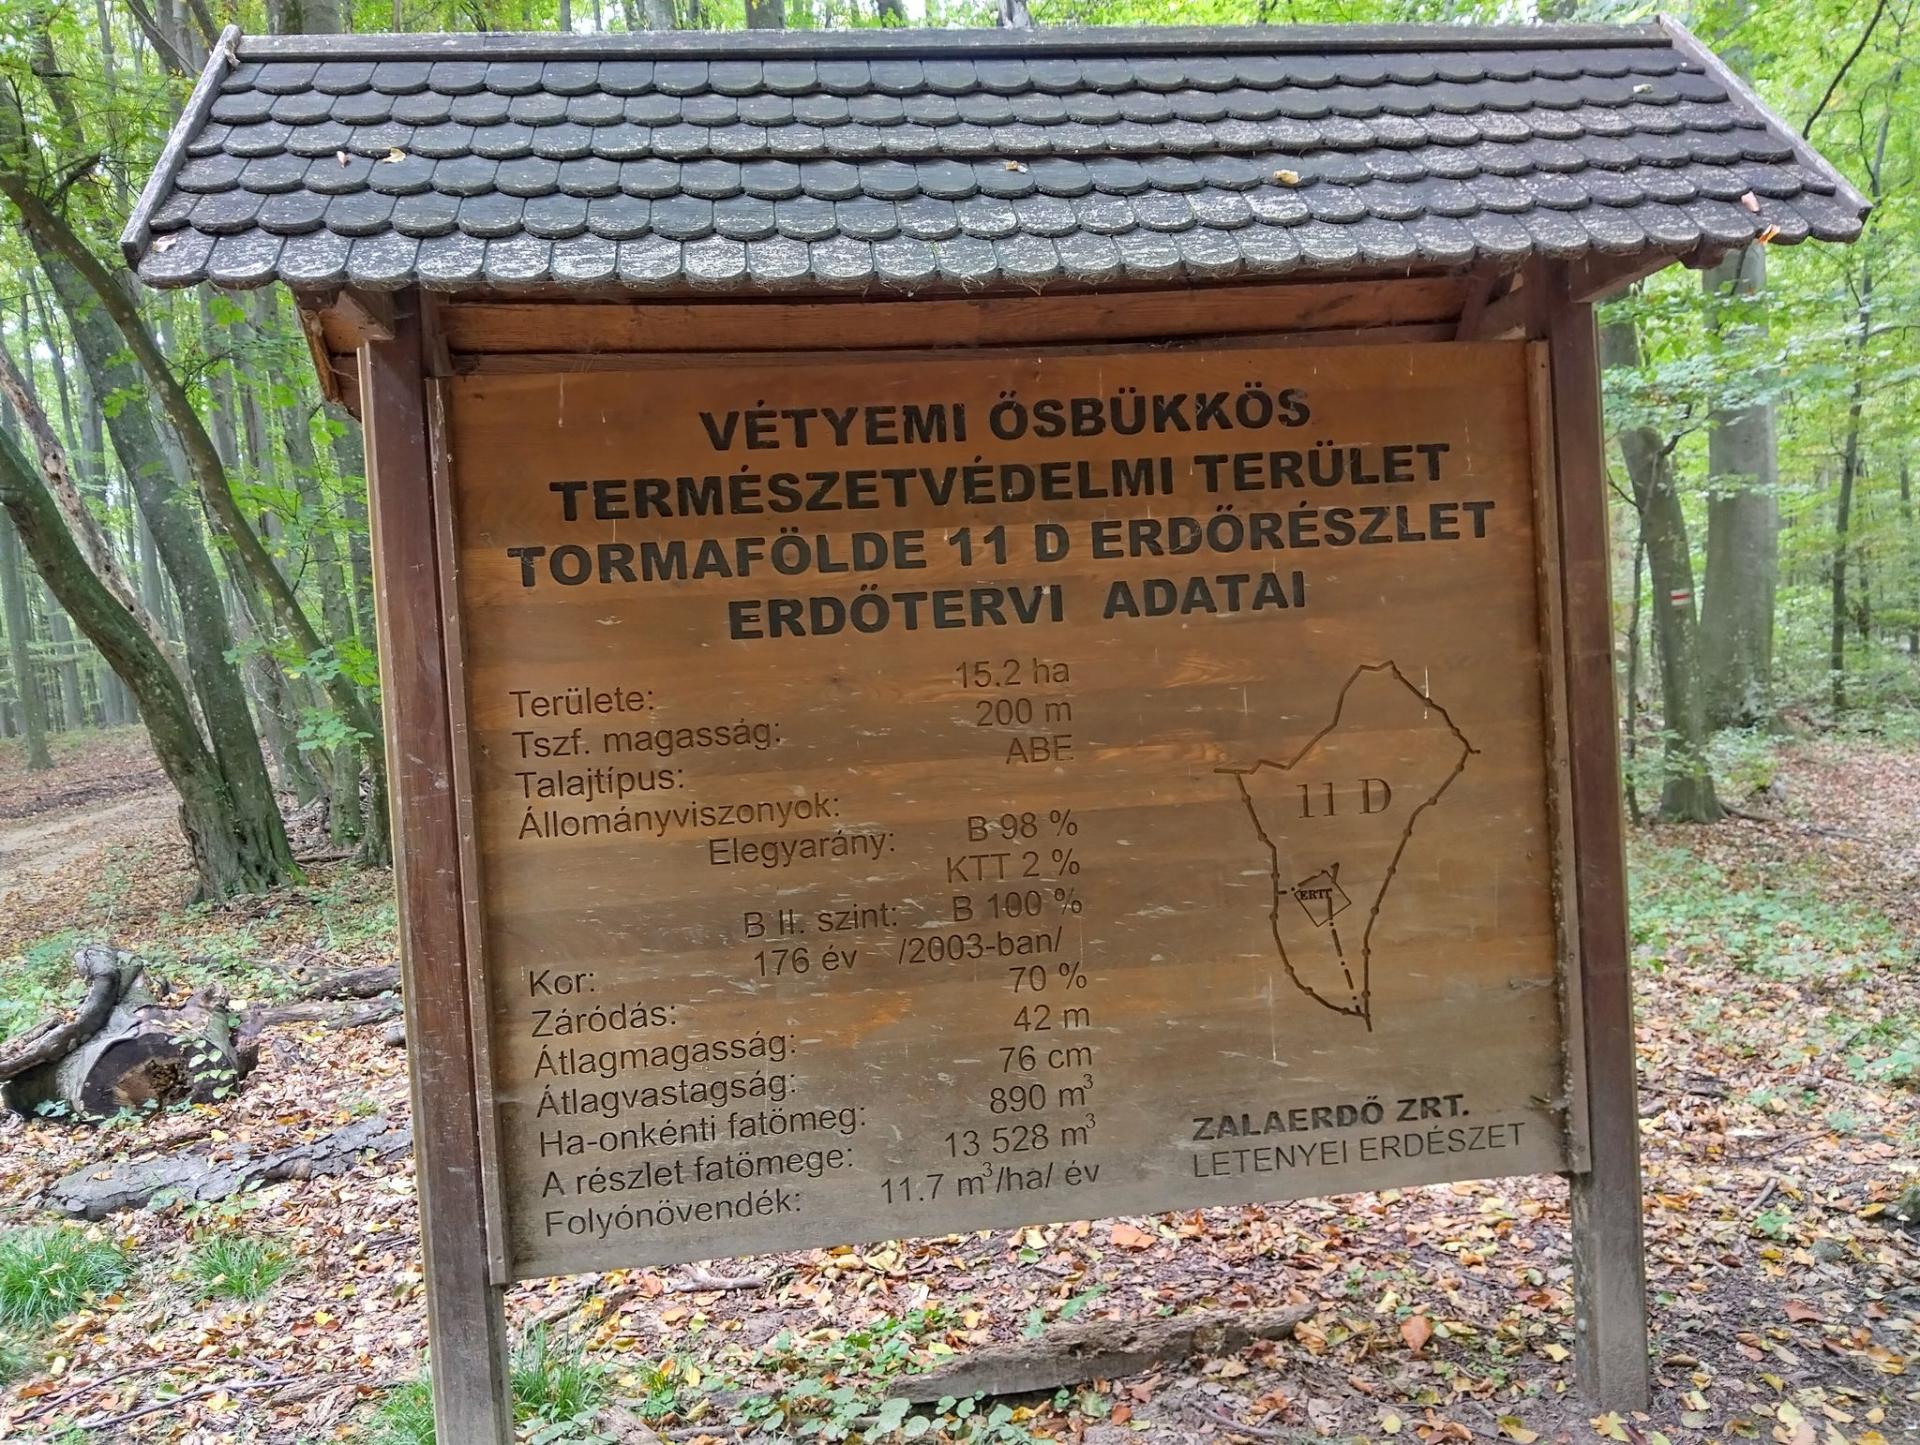 VÉTYEMI ŐSBÜKKÖS
TERMÉSZETVÉDELMI TERÜLET
TORMAFÖLDE 11 D ERDŐRÉSZLET
ERDŐTERVI ADATAI
Területe: 15.2 ha
Tszf. magasság: 200 m
Talajtípus: ABE
Állományviszonyok:
Elegyarány: B 98 %
KTT 2 %
B II. szint: B 100 %
Kor: 176 év /2003-ban/
Záródás: 70 %
Átlagmagasság: 42 m
Átlagvastagság: 76 cm
Ha-onkénti fatömeg: 890 m³
A részlet fatömege: 13 528 m³
Folyónövendék: 11.7 m³/ha/ év
11 D
ERTI
ZALAERDŐ ZRT.
LETENYEI ERDÉSZET